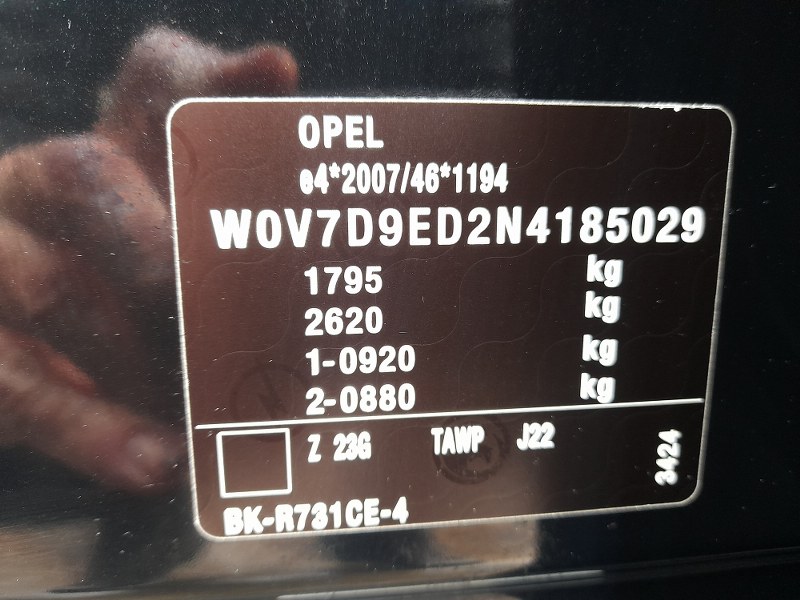 OPEL
e4*2007/46*1194
W0V7D9ED2N4185029
1795 kg
2620 kg
1-0920 kg
2-0880 kg
Z 23G TAWP J22
3424
BK-R731CE-4